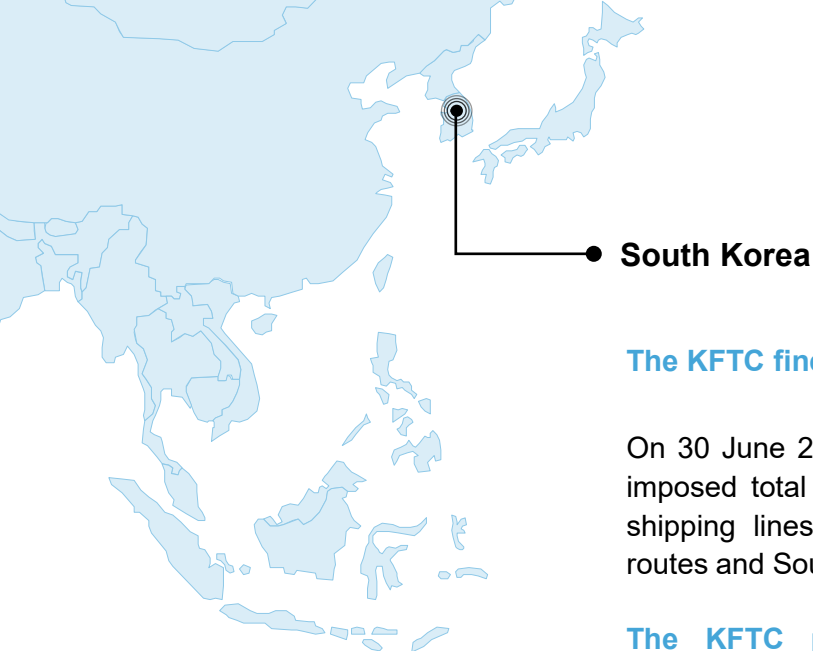 South Korea
The KFTC fin
On 30 June 2
imposed total
shipping lines
routes and Sou
The KFTC